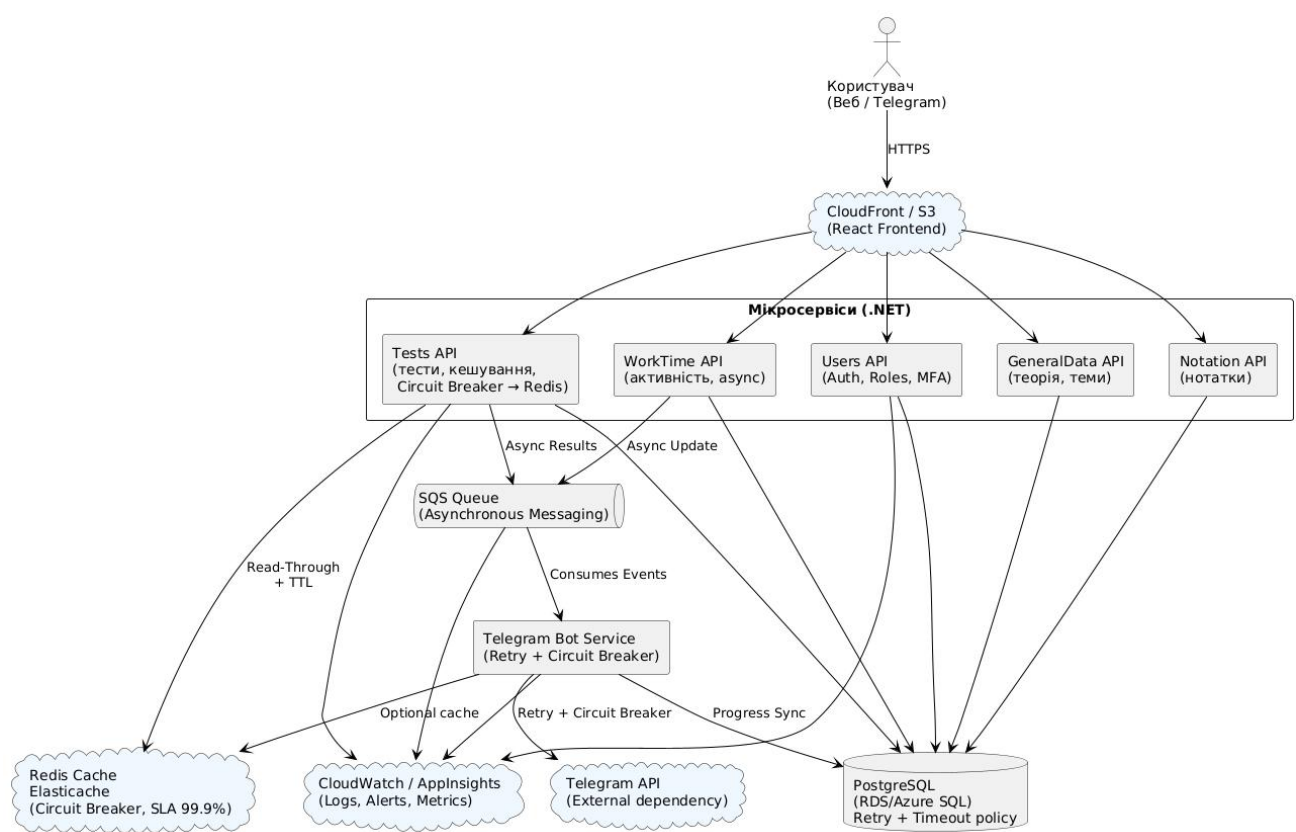 Користувач
(Веб / Telegram)
HTTPS
CloudFront / S3
(React Frontend)
Мікросервіси (.NET)
Tests API
(тести, кешування,
Circuit Breaker → Redis)
WorkTime API
(активність, async)
Users API
(Auth, Roles, MFA)
GeneralData API
(теорія, теми)
Notation API
(нотатки)
Async Results
Async Update
SQS Queue
(Asynchronous Messaging)
Read-Through
+ TTL
Consumes Events
Telegram Bot Service
(Retry + Circuit Breaker)
Optional cache
Retry + Circuit Breaker
Progress Sync
Redis Cache
Elasticache
(Circuit Breaker, SLA 99.9%)
CloudWatch / AppInsights
(Logs, Alerts, Metrics)
Telegram API
(External dependency)
PostgreSQL
(RDS/Azure SQL)
Retry + Timeout policy